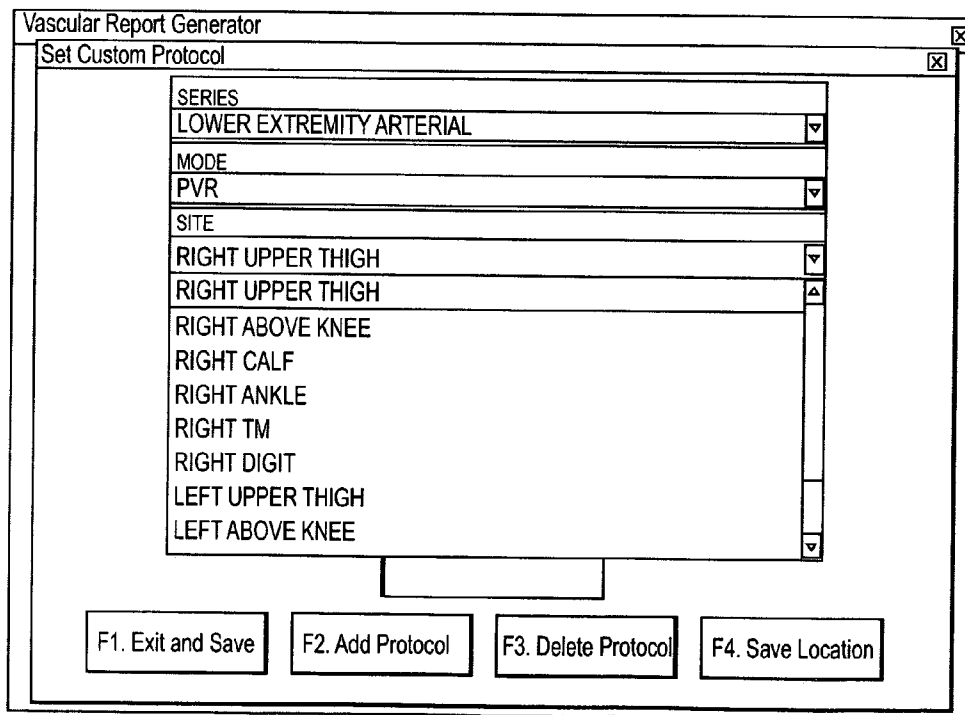 Vascular Report Generator
Set Custom Protocol
SERIES
LOWER EXTREMITY ARTERIAL
MODE
PVR
SITE
RIGHT UPPER THIGH
RIGHT UPPER THIGH
RIGHT ABOVE KNEE
RIGHT CALF
RIGHT ANKLE
RIGHT TM
RIGHT DIGIT
LEFT UPPER THIGH
LEFT ABOVE KNEE
F1. Exit and Save
F2. Add Protocol
F3. Delete Protocol
F4. Save Location